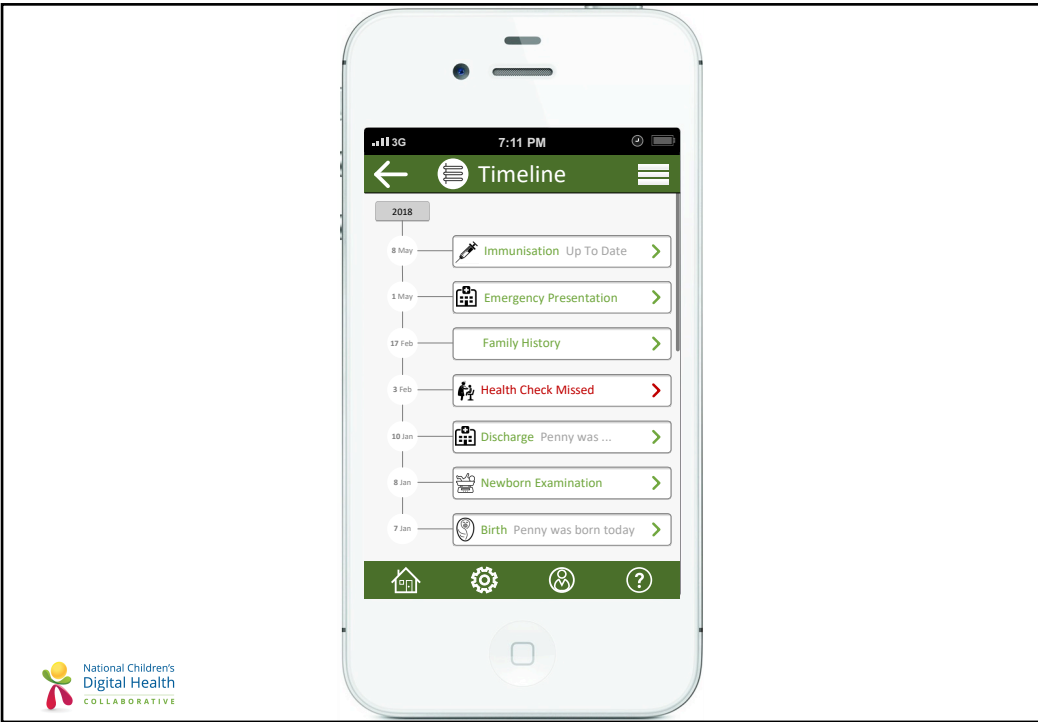 3G 7:11 PM
Timeline
2018
8 May Immunisation Up To Date
1 May Emergency Presentation
17 Feb Family History
3 Feb Health Check Missed
10 Jan Discharge Penny was ...
8 Jan Newborn Examination
7 Jan Birth Penny was born today
?
National Children's
Digital Health
COLLABORATIVE